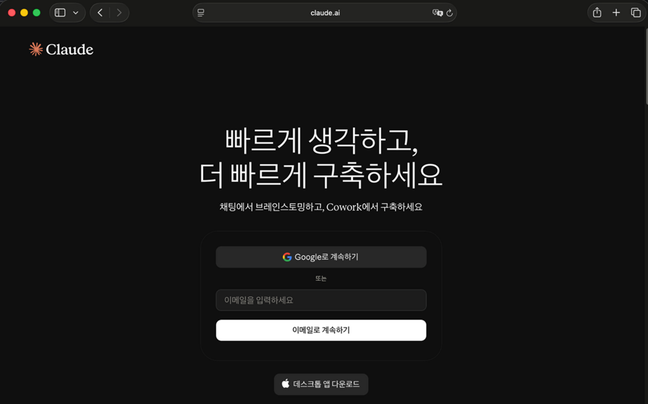 claude.ai
Claude
빠르게 생각하고,
더 빠르게 구축하세요
채팅에서 브레인스토밍하고, Cowork에서 구축하세요
Google로 계속하기
또는
이메일을 입력하세요
이메일로 계속하기
데스크톱 앱 다운로드